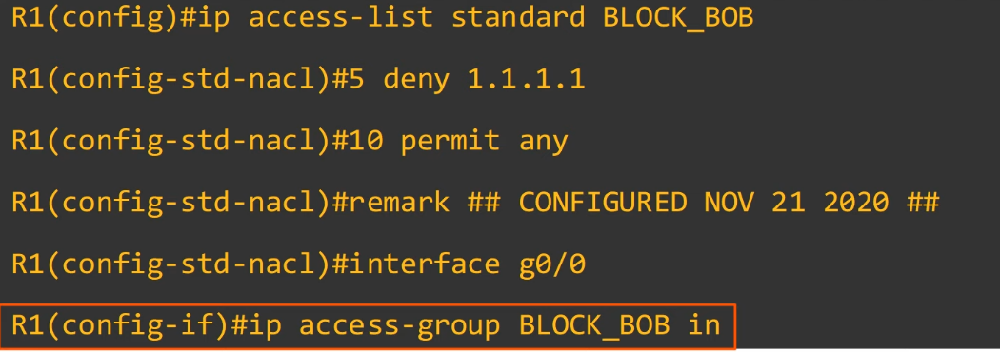 R1(config)#ip access-list standard BLOCK_BOB
R1(config-std-nacl)#5 deny 1.1.1.1
R1(config-std-nacl)#10 permit any
R1(config-std-nacl)#remark ## CONFIGURED NOV 21 2020 ##
R1(config-std-nacl)#interface g0/0
R1(config-if)#ip access-group BLOCK_BOB in